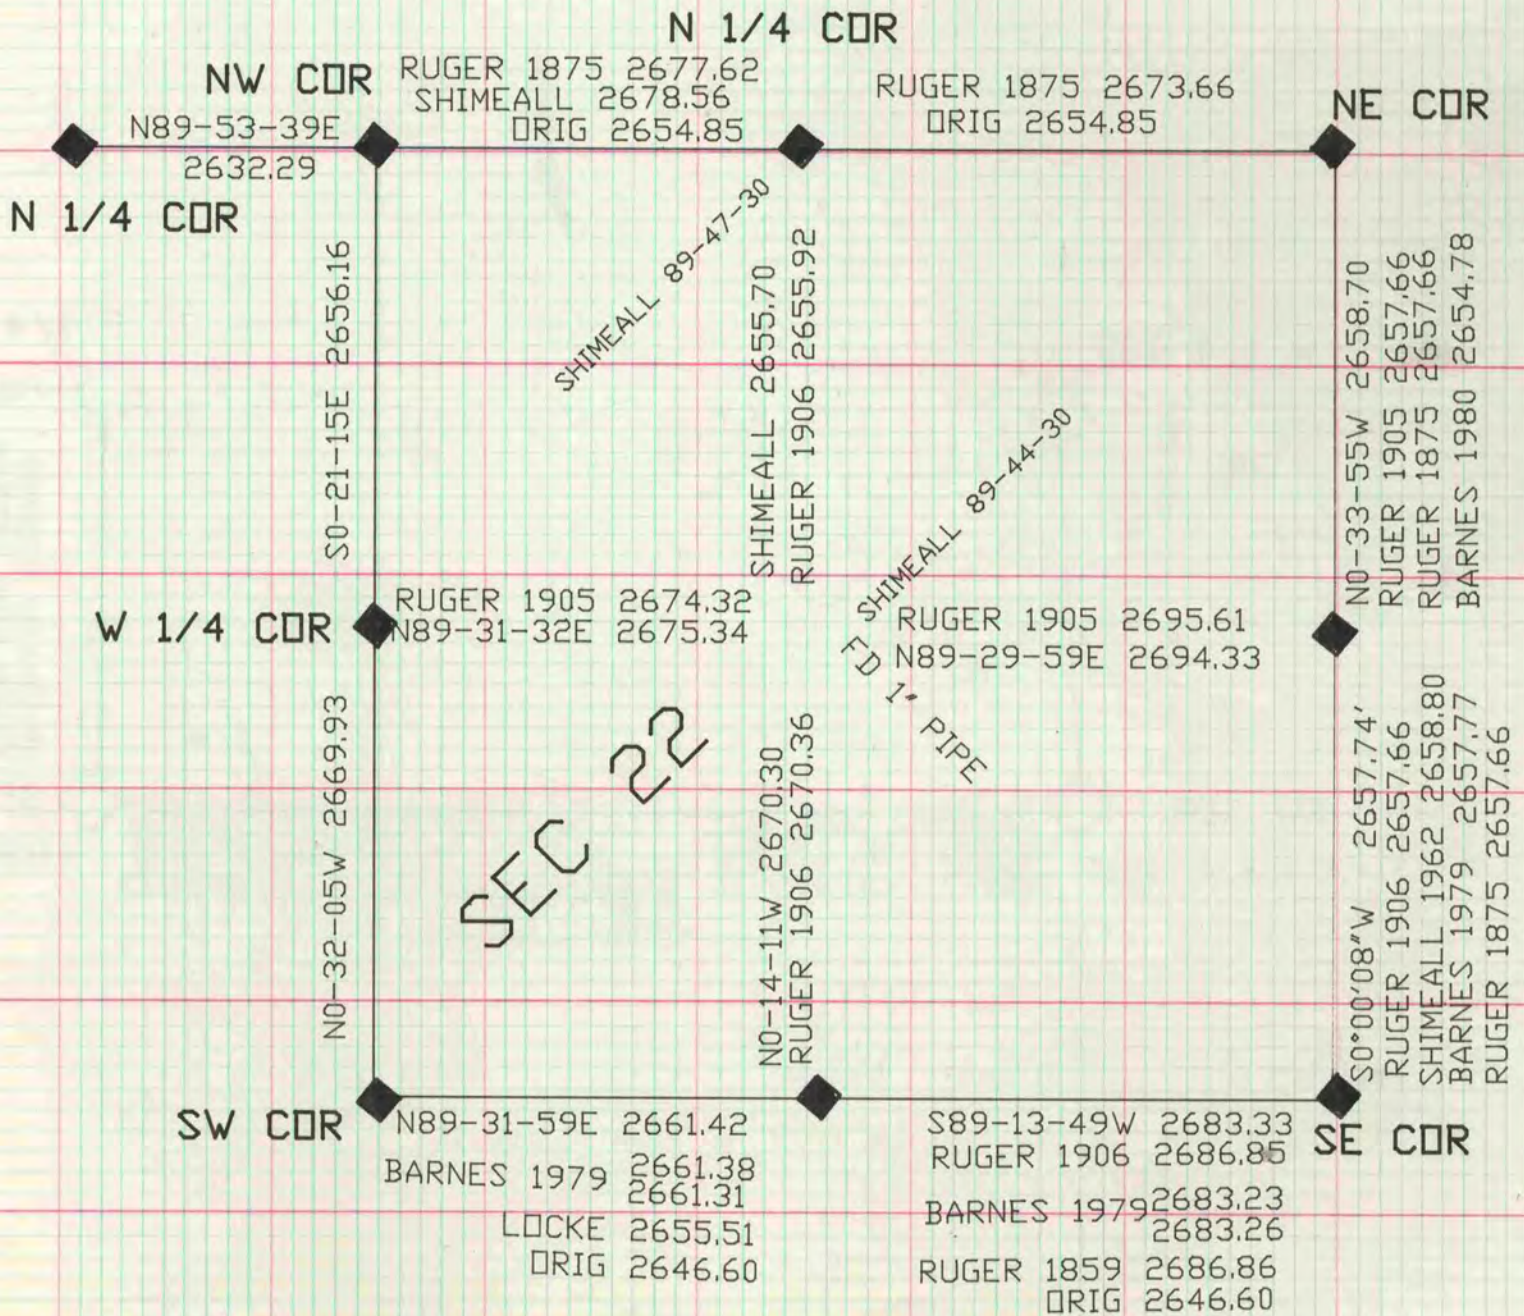 N 1/4 COR
NW COR
RUGER 1875 2677.62
SHIMEALL 2678.56
ORIG 2654.85
RUGER 1875 2673.66
ORIG 2654.85
NE COR
N89-53-39E
2632.29
N 1/4 COR
S0-21-15E 2656.16
SHIMEALL 89-47-30
SHIMEALL 2655.70
RUGER 1906 2655.92
SHIMEALL 89-44-30
N0-33-55W 2658.70
RUGER 1905 2657.66
RUGER 1875 2657.66
BARNES 1980 2654.78
W 1/4 COR
RUGER 1905 2674.32
N89-31-32E 2675.34
RUGER 1905 2695.61
N89-29-59E 2694.33
FD 1" PIPE
SEC 22
N0-32-05W 2669.93
N0-14-11W 2670.30
RUGER 1906 2670.36
S0°00'08"W 2657.74'
RUGER 1906 2657.66
SHIMEALL 1962 2658.80
BARNES 1979 2657.77
RUGER 1875 2657.66
SW COR
N89-31-59E 2661.42
BARNES 1979 2661.38
2661.31
LOCKE 2655.51
ORIG 2646.60
S89-13-49W 2683.33
RUGER 1906 2686.85
BARNES 1979 2683.23
2683.26
RUGER 1859 2686.86
ORIG 2646.60
SE COR